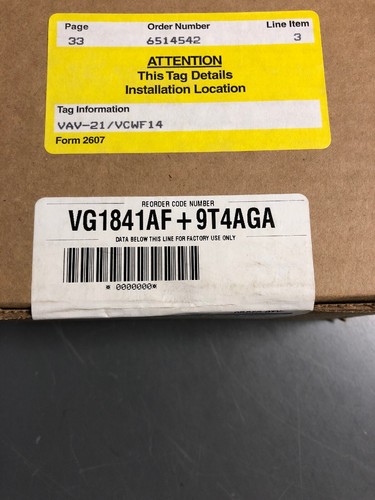 Page Order Number Line Item
33 6514542 3
ATTENTION
This Tag Details
Installation Location
Tag Information
VAV-21/VCWF14
Form 2607
REORDER CODE NUMBER
VG1841AF+9T4AGA
DATA BELOW THIS LINE FOR FACTORY USE ONLY
* 0000000*